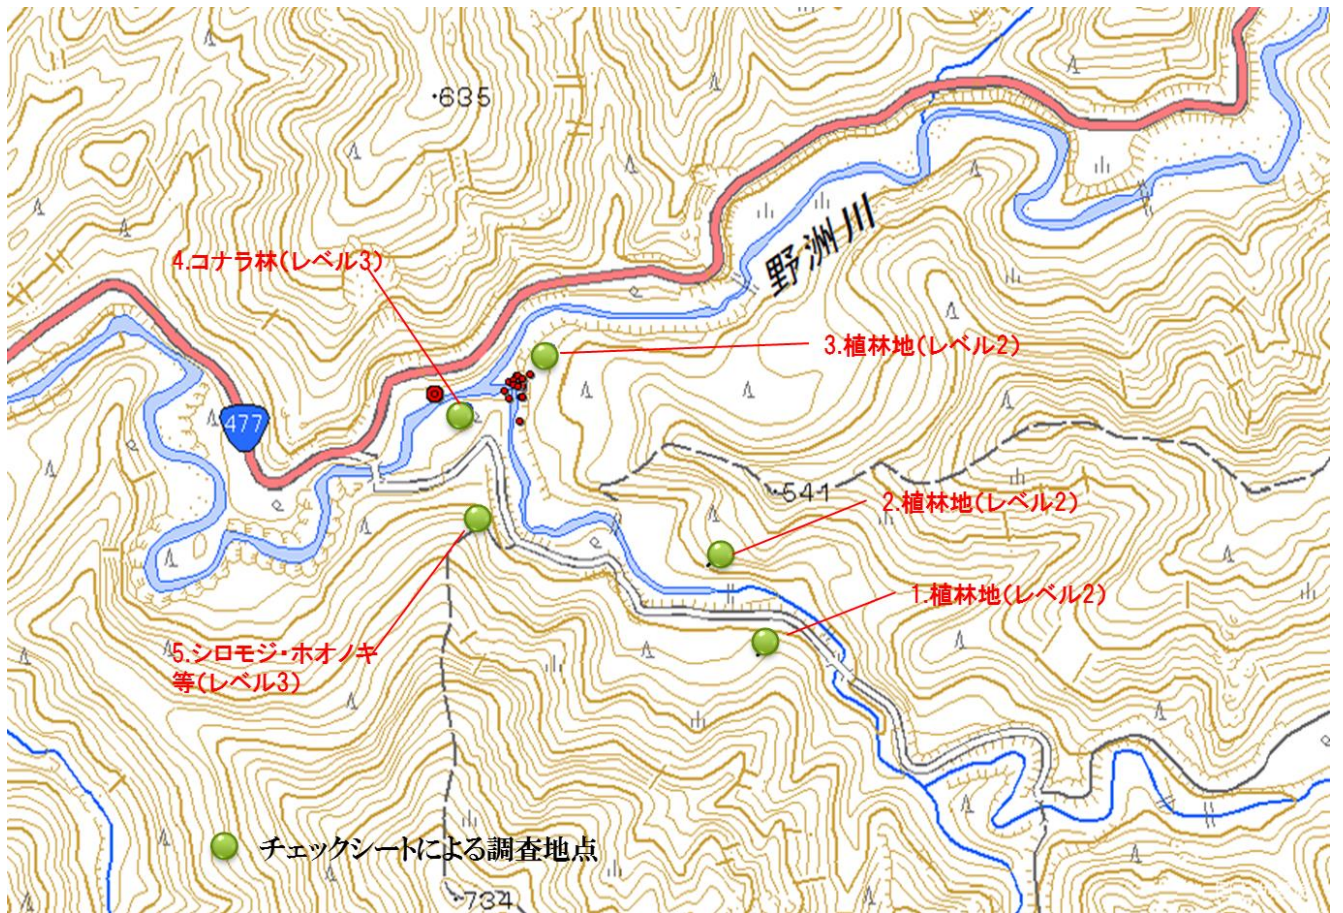 635
4.コナラ林(レベル3)
野洲川
3.植林地(レベル2)
477
541
2.植林地(レベル2)
1.植林地(レベル2)
5.シロモジ・ホオノキ
等(レベル3)
チェックシートによる調査地点
734